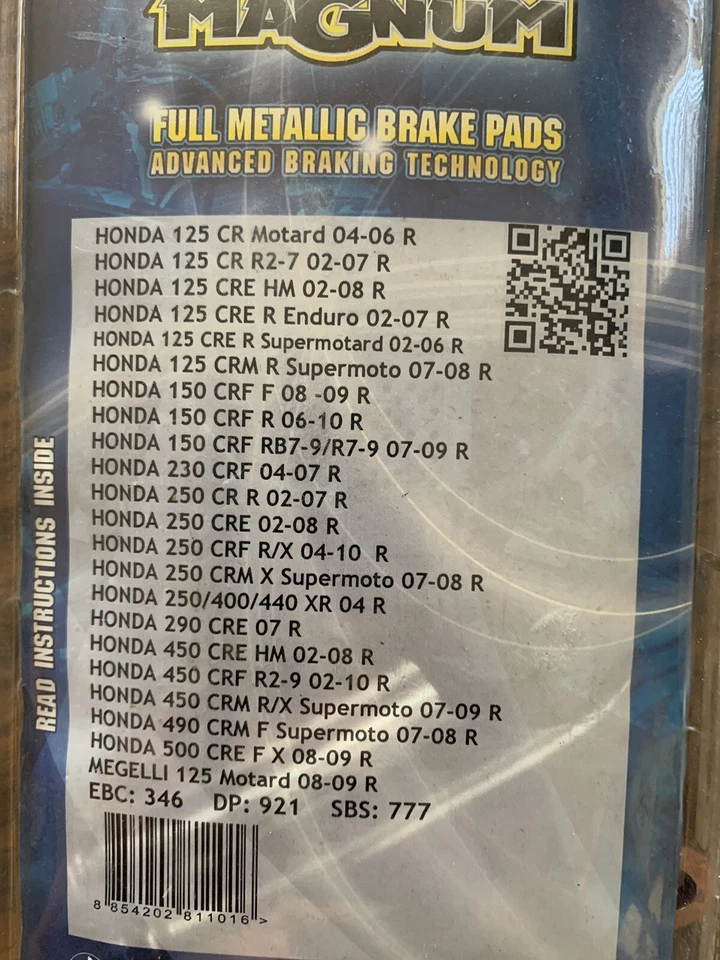 MAGNUM
FULL METALLIC BRAKE PADS
ADVANCED BRAKING TECHNOLOGY
HONDA 125 CR Motard 04-06 R
HONDA 125 CR R2-7 02-07 R
HONDA 125 CRE HM 02-08 R
HONDA 125 CRE R Enduro 02-07 R
HONDA 125 CRE R Supermotard 02-06 R
HONDA 125 CRM R Supermoto 07-08 R
HONDA 150 CRF F 08 -09 R
HONDA 150 CRF R 06-10 R
HONDA 150 CRF RB7-9/R7-9 07-09 R
HONDA 230 CRF 04-07 R
HONDA 250 CR R 02-07 R
HONDA 250 CRE 02-08 R
HONDA 250 CRF R/X 04-10 R
HONDA 250 CRM X Supermoto 07-08 R
HONDA 250/400/440 XR 04 R
HONDA 290 CRE 07 R
HONDA 450 CRE HM 02-08 R
HONDA 450 CRF R2-9 02-10 R
HONDA 450 CRM R/X Supermoto 07-09 R
HONDA 490 CRM F Supermoto 07-08 R
HONDA 500 CRE F X 08-09 R
MEGELLI 125 Motard 08-09 R
EBC: 346 DP: 921 SBS: 777
8 854202 811016 >
READ INSTRUCTIONS INSIDE